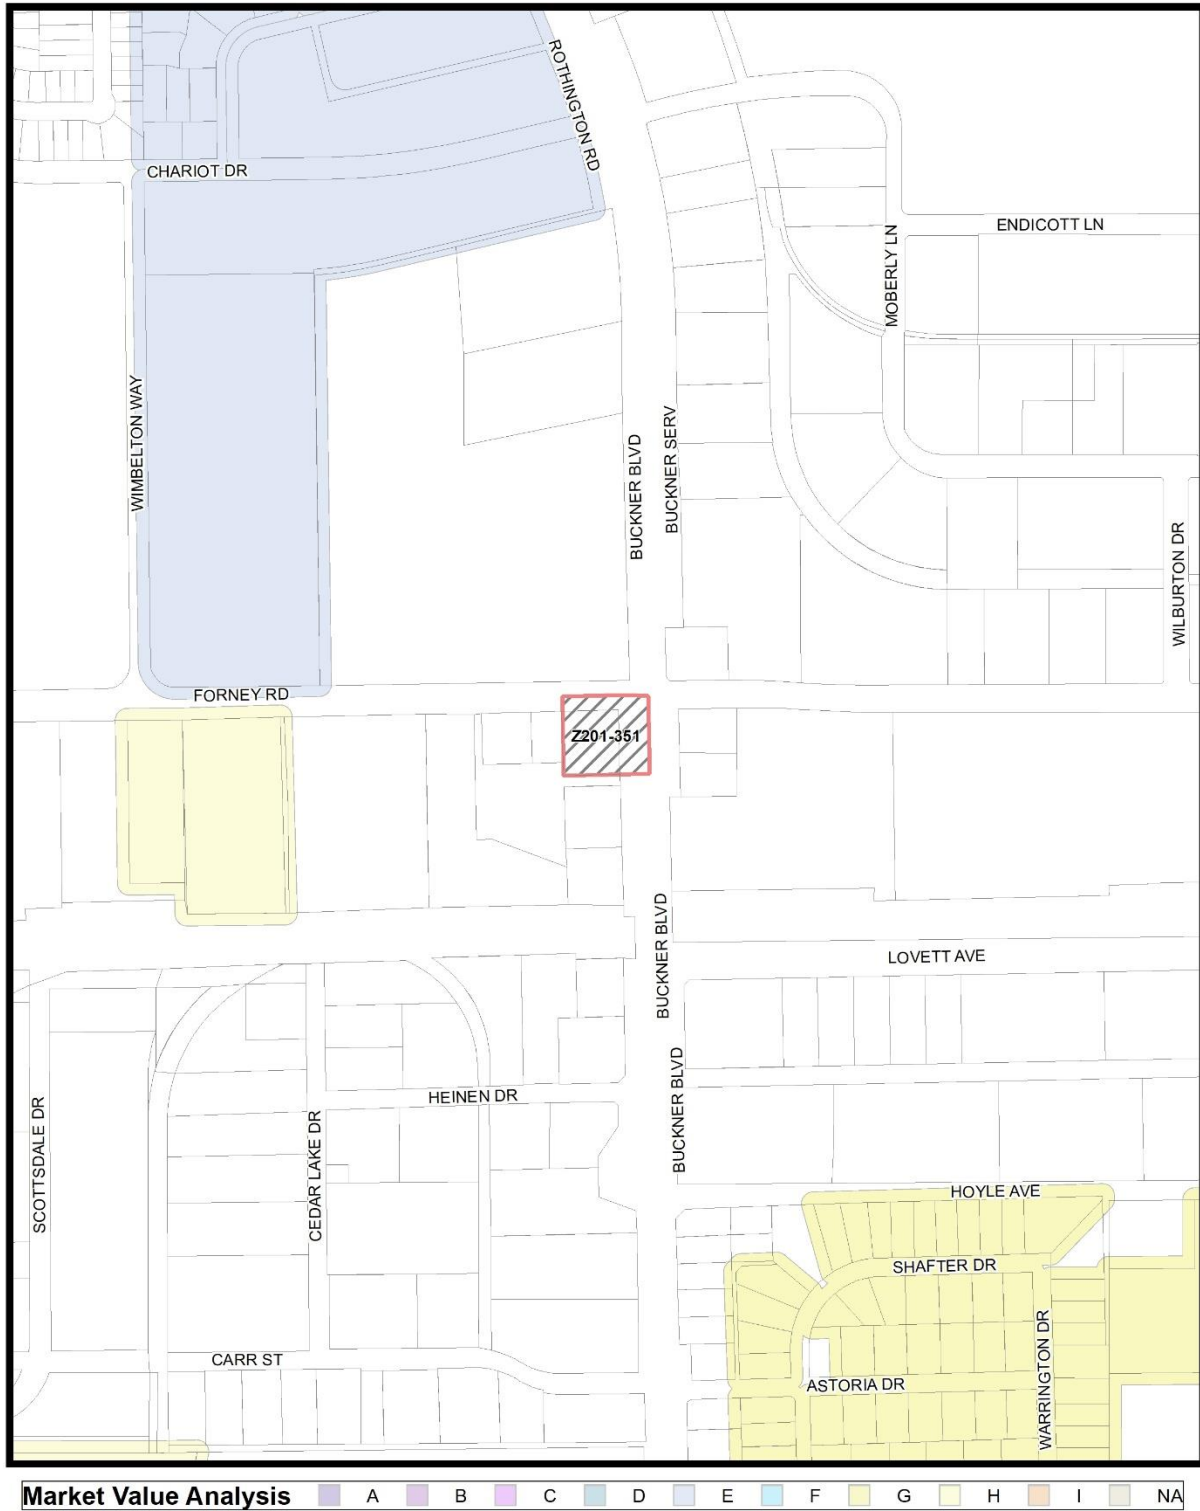 ROTHINGTON RD
CHARIOT DR
ENDICOTT LN
MOBERLY LN
WIMBELTON WAY
BUCKNER BLVD
BUCKNER SERV
WILBURTON DR
FORNEY RD
Z201-351
BUCKNER BLVD
LOVETT AVE
BUCKNER BLVD
HEINEN DR
SCOTTSDALE DR
CEDAR LAKE DR
HOYLE AVE
SHAFTER DR
WARRINGTON DR
CARR ST
ASTORIA DR
Market Value Analysis A B C D E F G H I NA